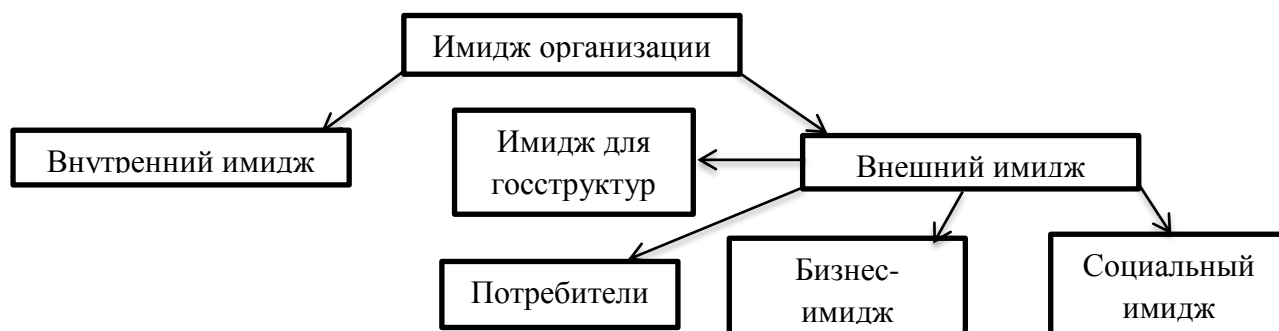 Имидж организации
Внутренний имидж
Имидж для
госструктур
Внешний имидж
Потребители
Бизнес-
имидж
Социальный
имидж